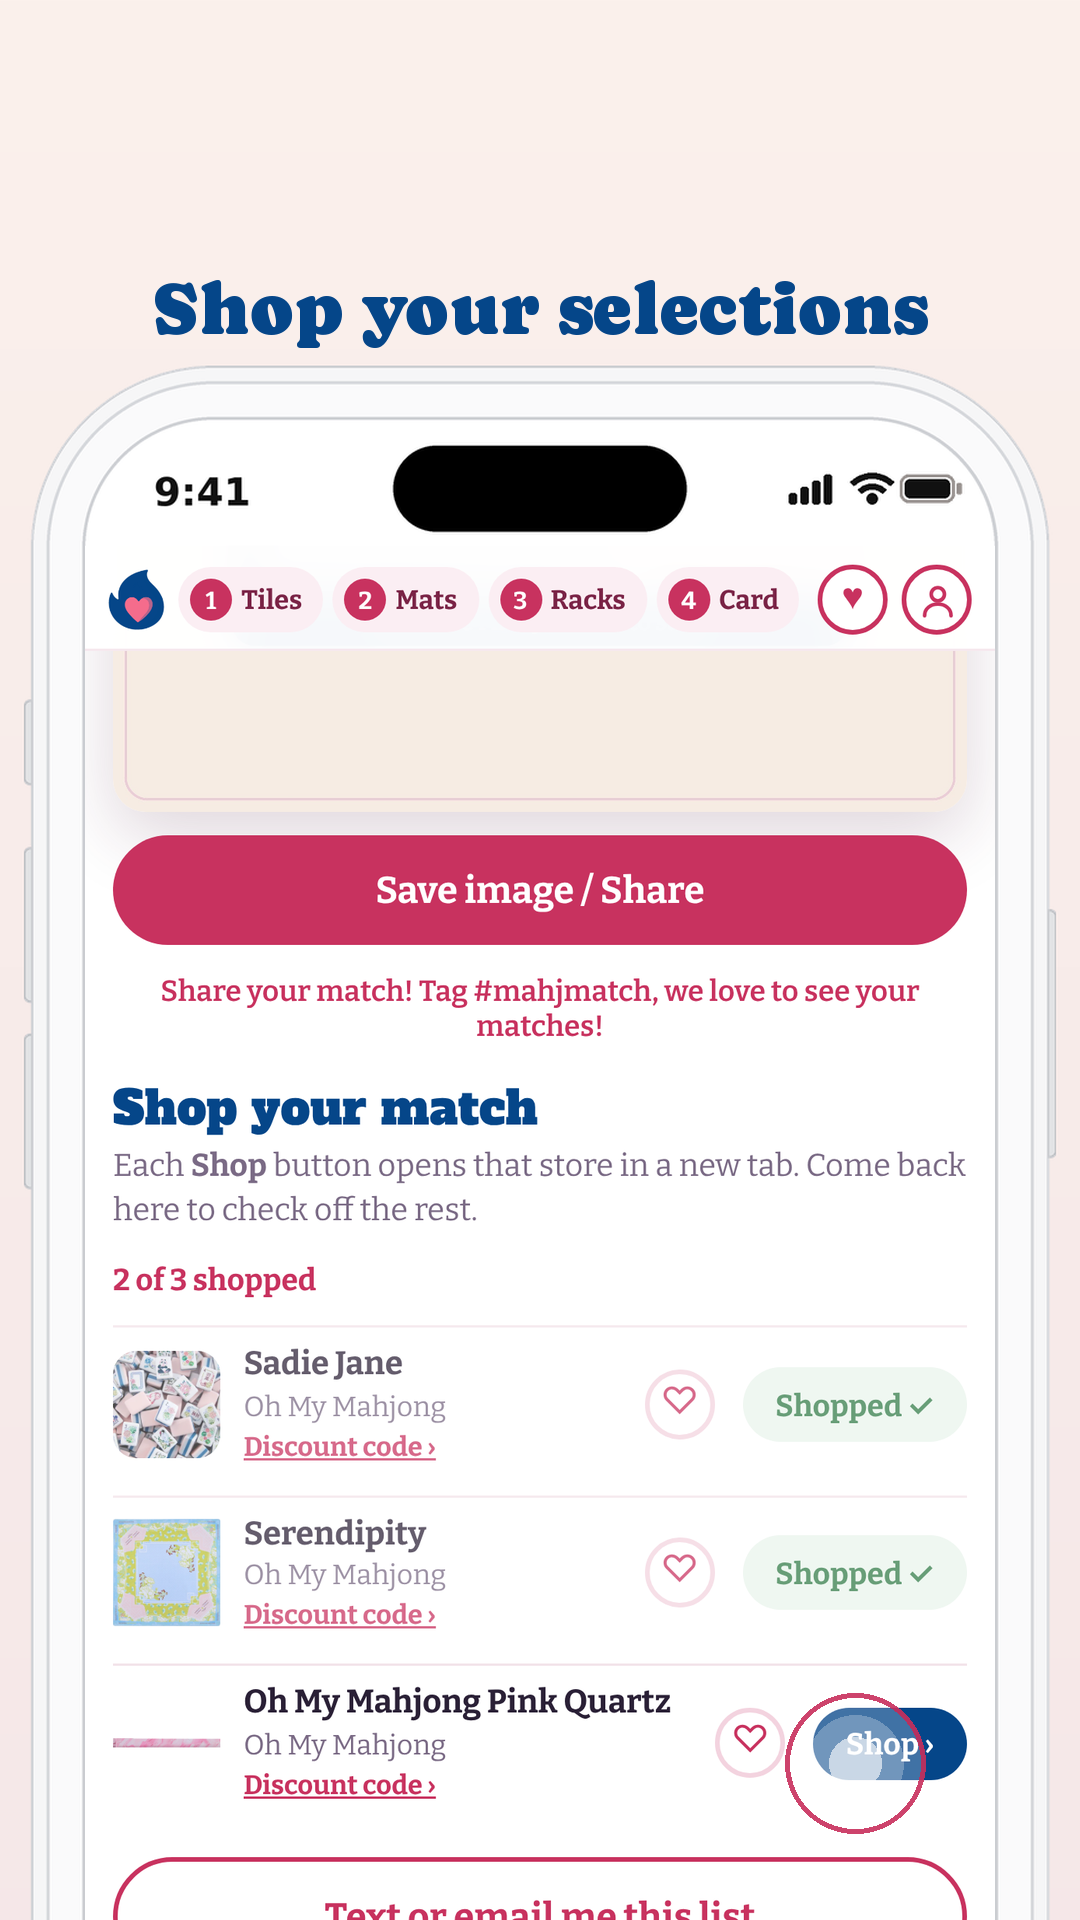 Shop your selections
9:41
1 Tiles
2 Mats
3 Racks
4 Card
Save image / Share
Share your match! Tag #mahjmatch, we love to see your
matches!
Shop your match
Each Shop button opens that store in a new tab. Come back
here to check off the rest.
2 of 3 shopped
Sadie Jane
Oh My Mahjong
Discount code ›
Shopped ✓
Serendipity
Oh My Mahjong
Discount code ›
Shopped ✓
Oh My Mahjong Pink Quartz
Oh My Mahjong
Discount code ›
Shop ›
Text or email me this list